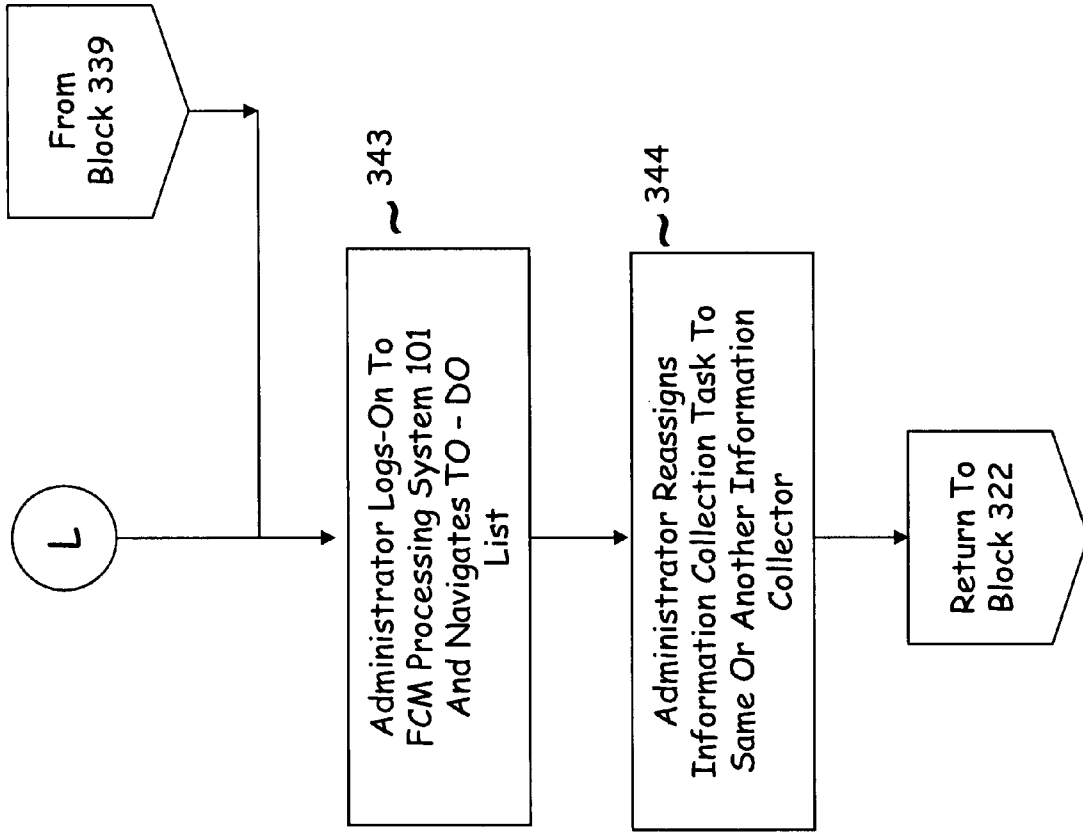 L
From
Block 339
Administrator Logs-On To
FCM Processing System 101
And Navigates TO - DO
List
~ 343
Administrator Reassigns
Information Collection Task To
Same Or Another Information
Collector
~ 344
Return To
Block 322